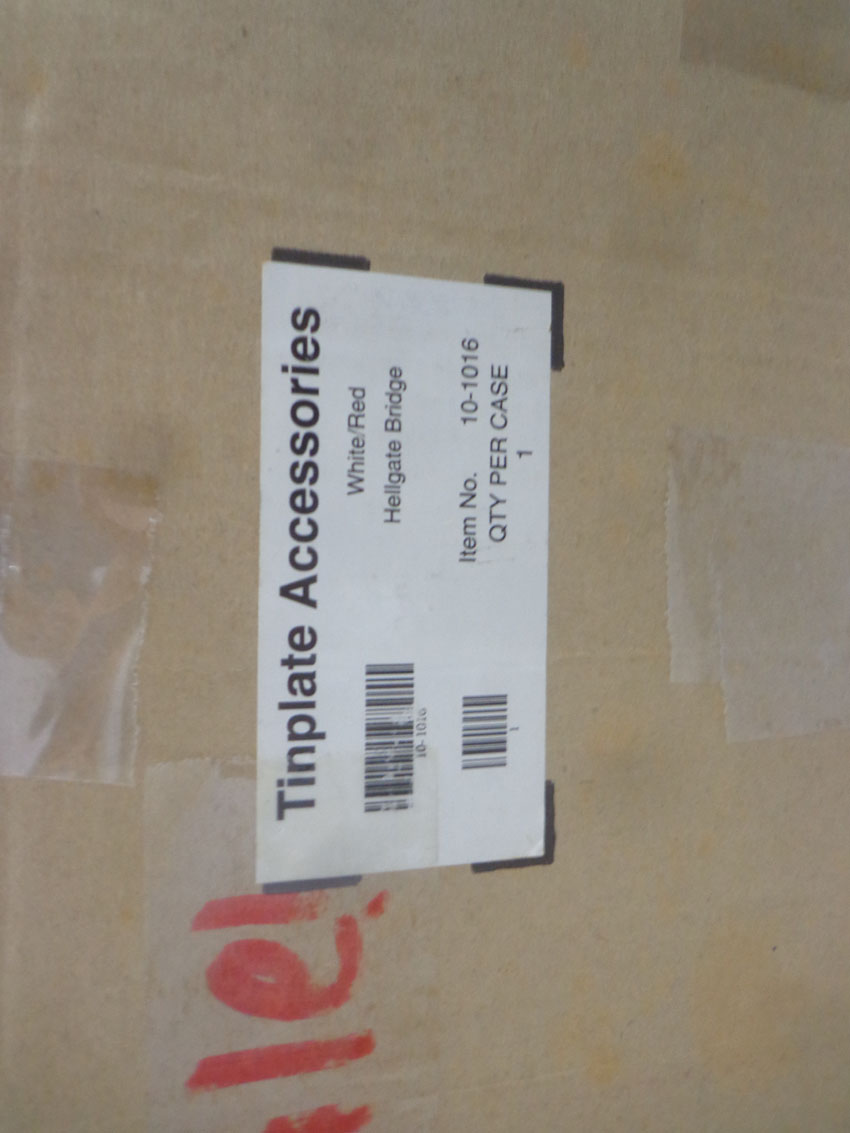 Tinplate Accessories
White/Red
Hellgate Bridge
10-1016
Item No. 10-1016
QTY PER CASE
1
1